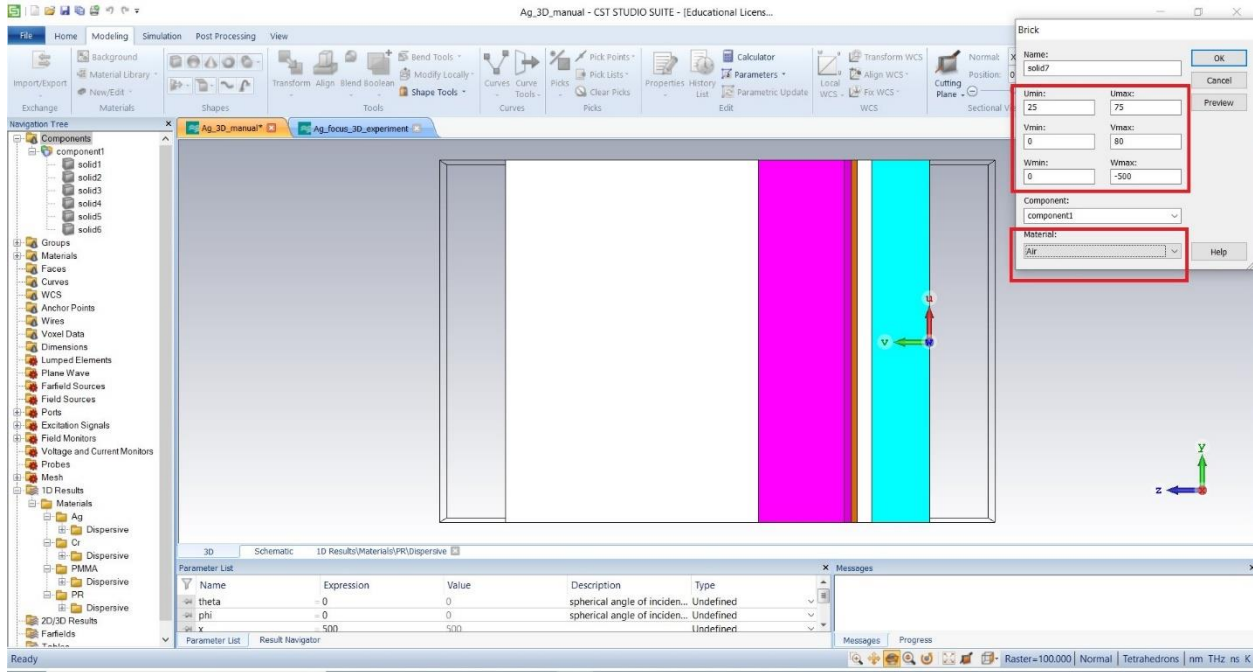 Ag_3D_manual - CST STUDIO SUITE - [Educational Licens...
File Home Modeling Simulation Post Processing View
Import/Export
Background
Material Library
New/Edit
Exchange
Materials
Shapes
Transform Align Blend Boolean
Bend Tools
Modify Locally
Shape Tools
Tools
Curves Curve Tools
Curves
Picks
Pick Points
Pick Lists
Clear Picks
Picks
Properties History List
Calculator
Parameters
Parametric Update
Edit
Local WCS
Transform WCS
Align WCS
Fix WCS
WCS
Cutting Plane
Normal: X
Position: 0
Sectional Vi
Brick
Name:
solid7
OK
Cancel
Preview
Umin: Umax:
25 75
Vmin: Vmax:
0 80
Wmin: Wmax:
0 -500
Component:
component1
Material:
Air
Help
Navigation Tree
Components
component1
solid1
solid2
solid3
solid4
solid5
solid6
Groups
Materials
Faces
Curves
WCS
Anchor Points
Wires
Voxel Data
Dimensions
Lumped Elements
Plane Wave
Farfield Sources
Field Sources
Ports
Excitation Signals
Field Monitors
Voltage and Current Monitors
Probes
Mesh
1D Results
Materials
Ag
Dispersive
Cr
Dispersive
PMMA
Dispersive
PR
Dispersive
2D/3D Results
Farfields
Tables
Ag_3D_manual* Ag_focus_3D_experiment
u
v
w
y
z
3D Schematic 1D Results\Materials\PR\Dispersive
Parameter List
Name Expression Value Description Type
theta = 0 0 spherical angle of inciden... Undefined
phi = 0 0 spherical angle of inciden... Undefined
x = 500 500 Undefined
Parameter List Result Navigator
Messages
Messages Progress
Ready
Raster=100.000 Normal Tetrahedrons nm THz ns K